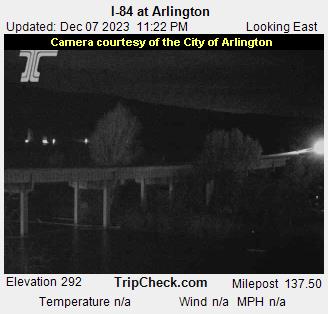 I-84 at Arlington
Updated: Dec 07 2023 11:22 PM Looking East
Camera courtesy of the City of Arlington
Elevation 292 TripCheck.com Milepost 137.50
Temperature n/a Wind n/a MPH n/a